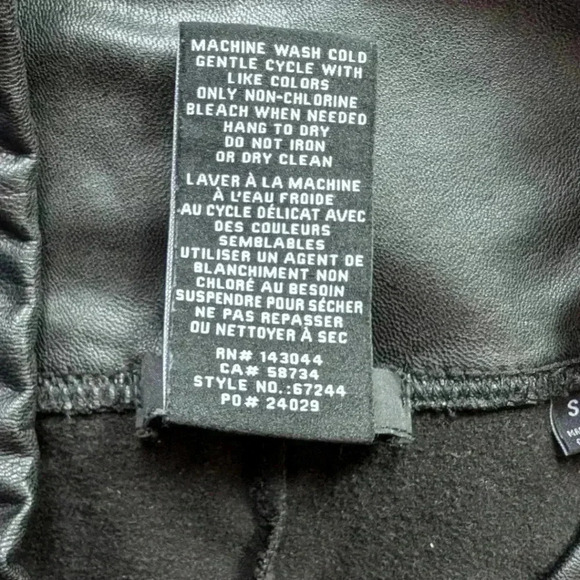 MACHINE WASH COLD
GENTLE CYCLE WITH
LIKE COLORS
ONLY NON-CHLORINE
BLEACH WHEN NEEDED
HANG TO DRY
DO NOT IRON
OR DRY CLEAN
LAVER À LA MACHINE
À L'EAU FROIDE
AU CYCLE DÉLICAT AVEC
DES COULEURS
SEMBLABLES
UTILISER UN AGENT DE
BLANCHIMENT NON
CHLORÉ AU BESOIN
SUSPENDRE POUR SÉCHER
NE PAS REPASSER
OU NETTOYER À SEC
RN# 143044
CA# 58734
STYLE NO.:67244
PO# 24029
S